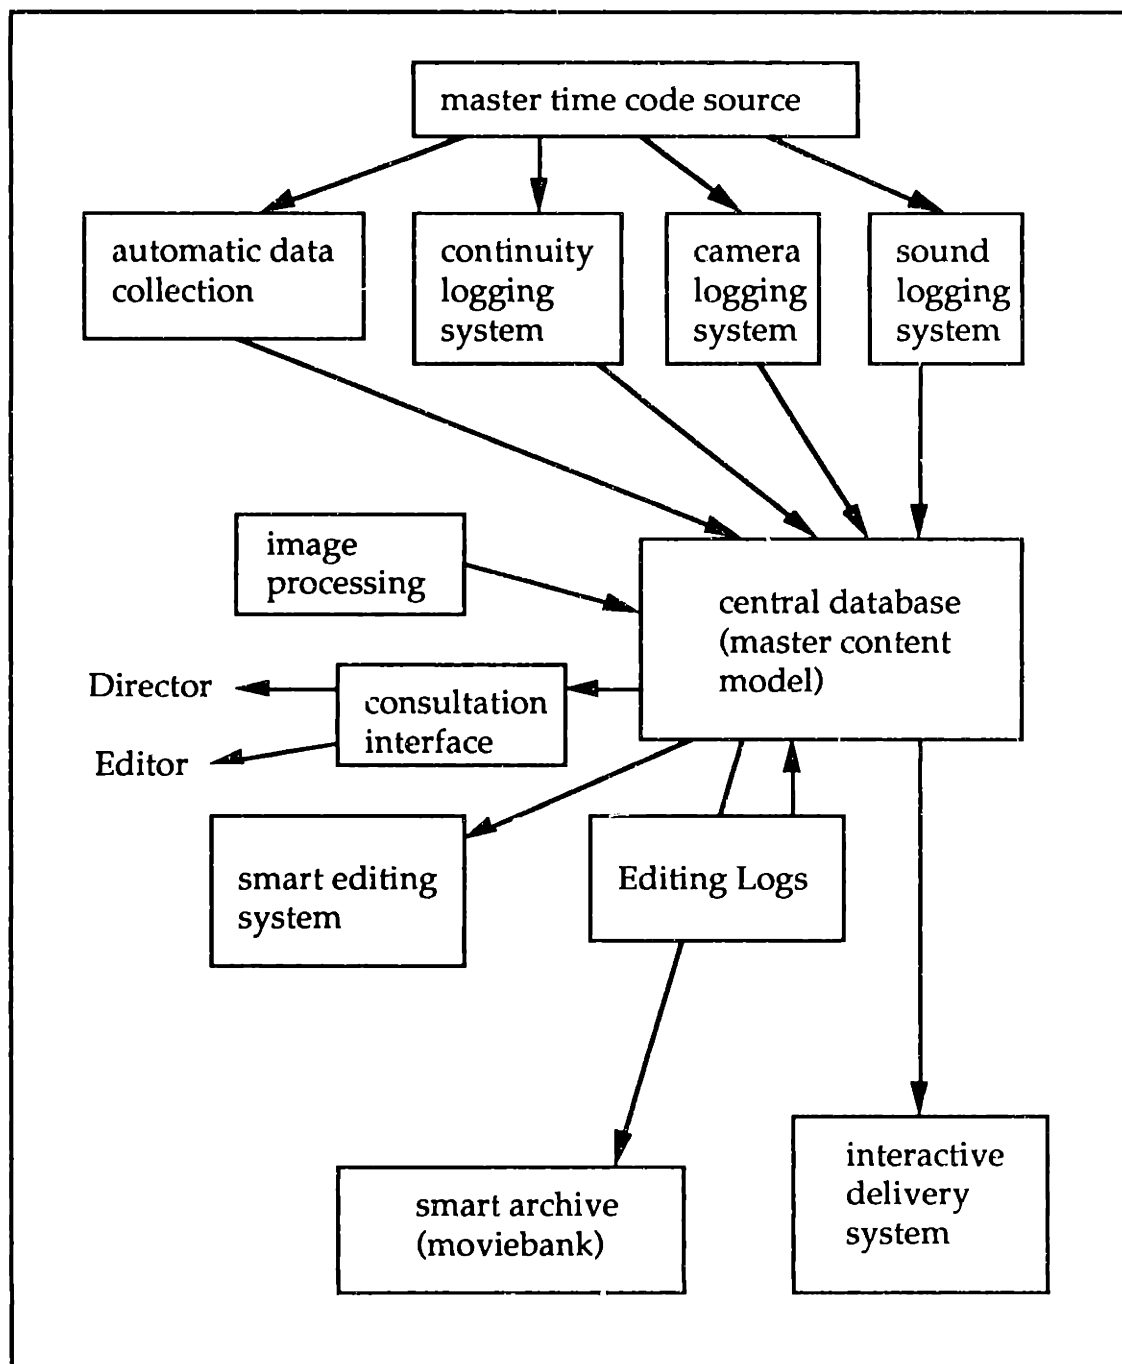 master time code source
automatic data
collection
continuity
logging
system
camera
logging
system
sound
logging
system
image
processing
central database
(master content
model)
Director
consultation
interface
Editor
smart editing
system
Editing Logs
smart archive
(moviebank)
interactive
delivery
system